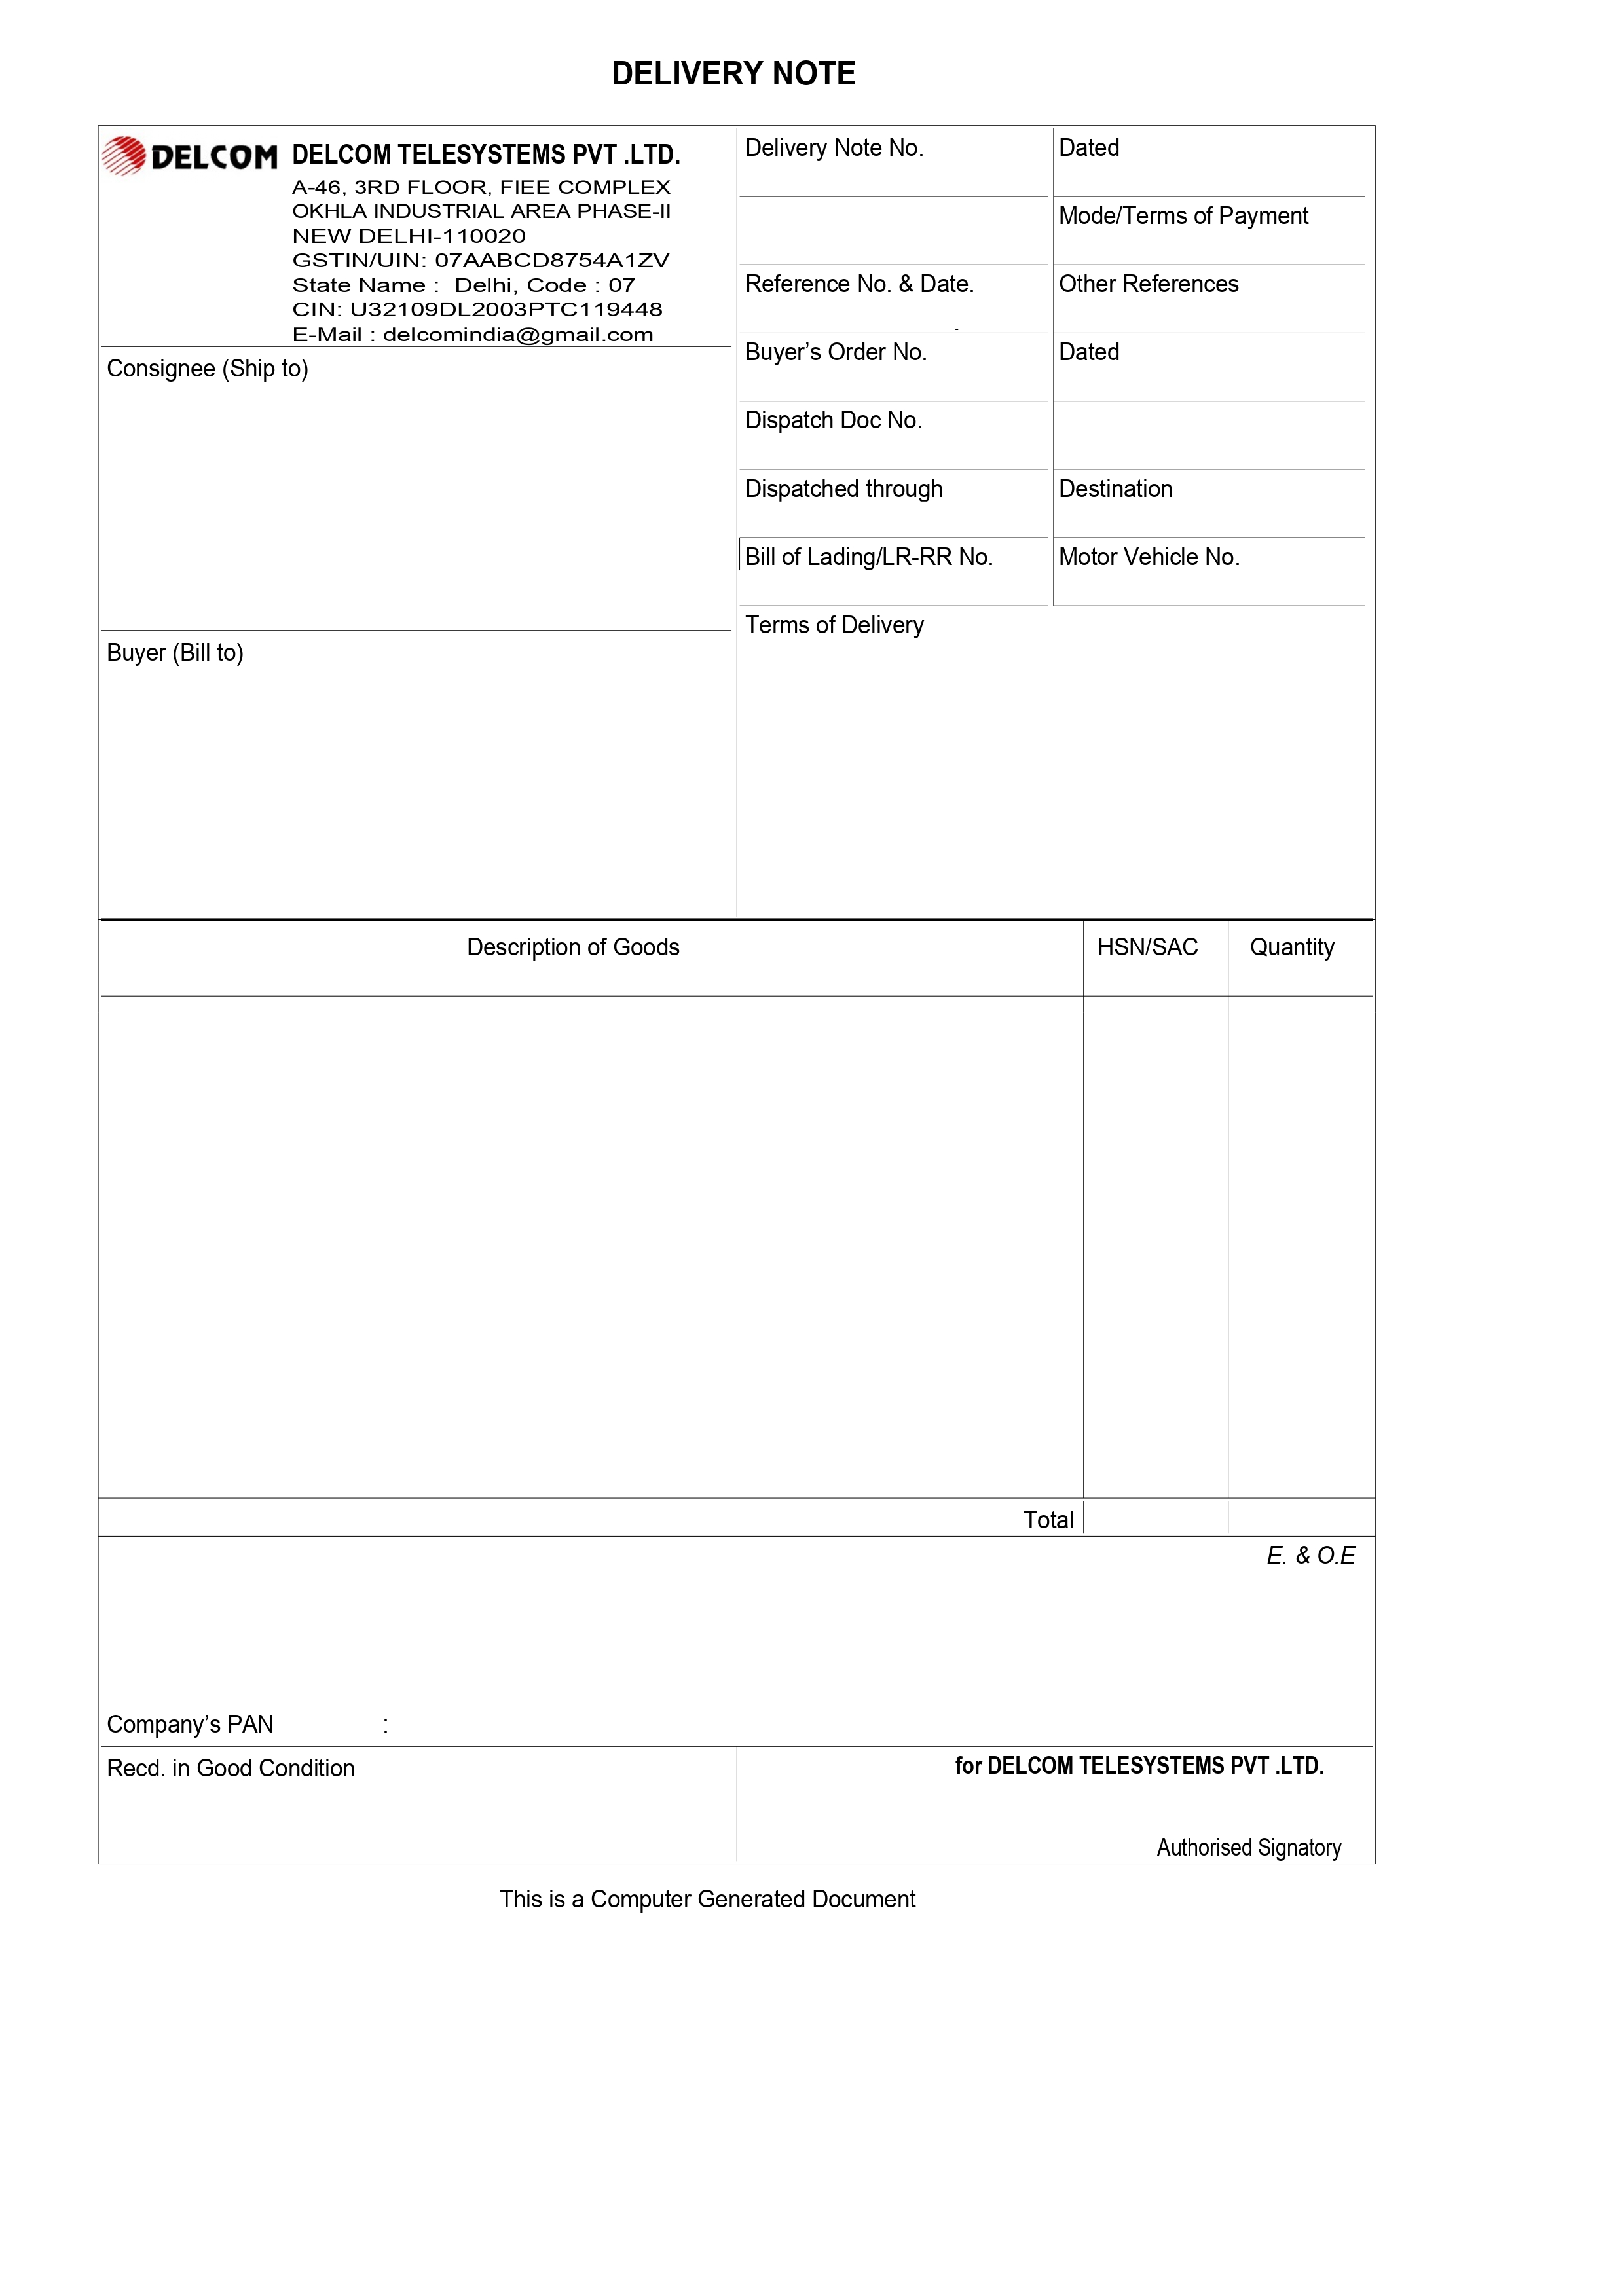 DELIVERY NOTE
DELCOM
DELCOM TELESYSTEMS PVT .LTD.
A-46, 3RD FLOOR, FIEE COMPLEX
OKHLA INDUSTRIAL AREA PHASE-II
NEW DELHI-110020
GSTIN/UIN: 07AABCD8754A1ZV
State Name : Delhi, Code : 07
CIN: U32109DL2003PTC119448
E-Mail : delcomindia@gmail.com
Consignee (Ship to)
Buyer (Bill to)
Delivery Note No.
Dated
Mode/Terms of Payment
Reference No. & Date.
Other References
Buyer’s Order No.
Dated
Dispatch Doc No.
Dispatched through
Destination
Bill of Lading/LR-RR No.
Motor Vehicle No.
Terms of Delivery
Description of Goods
HSN/SAC
Quantity
Total
E. & O.E
Company’s PAN :
Recd. in Good Condition
for DELCOM TELESYSTEMS PVT .LTD.
Authorised Signatory
This is a Computer Generated Document